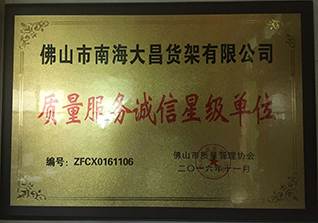 佛山市南海大昌货架有限公司
质量服务诚信星级单位
编号：ZFCX0161106
佛山市质量管理协会
二〇一六年十一月